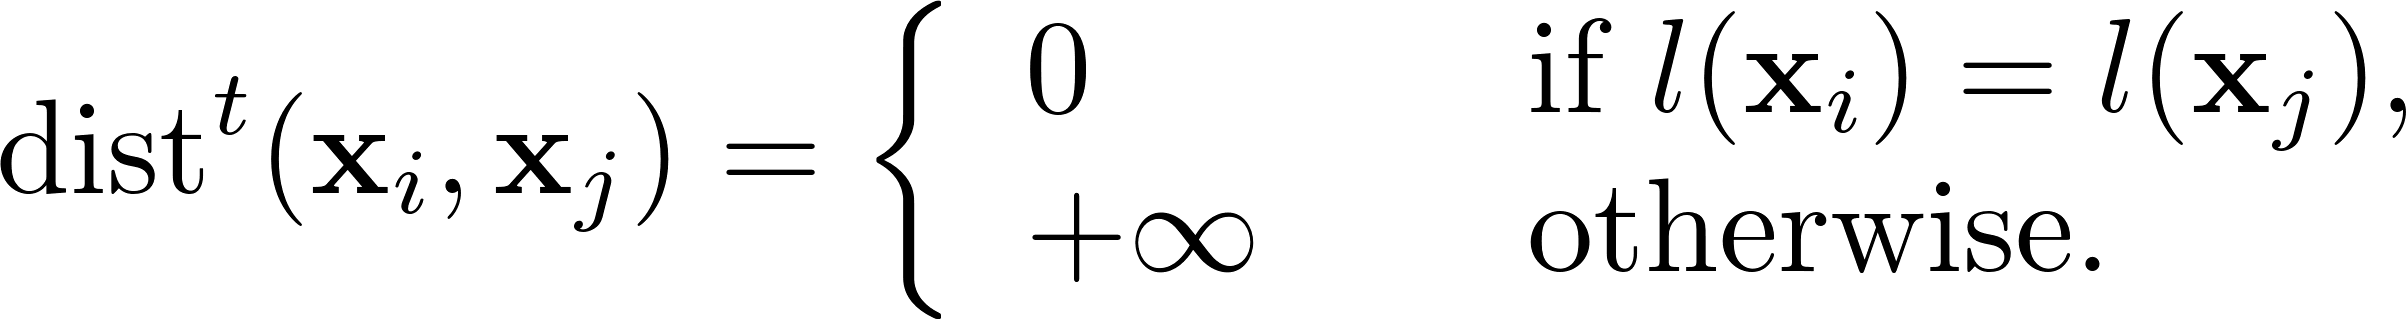 dist^t(x_i, x_j) = { 0 if l(x_i) = l(x_j),
+∞ otherwise.